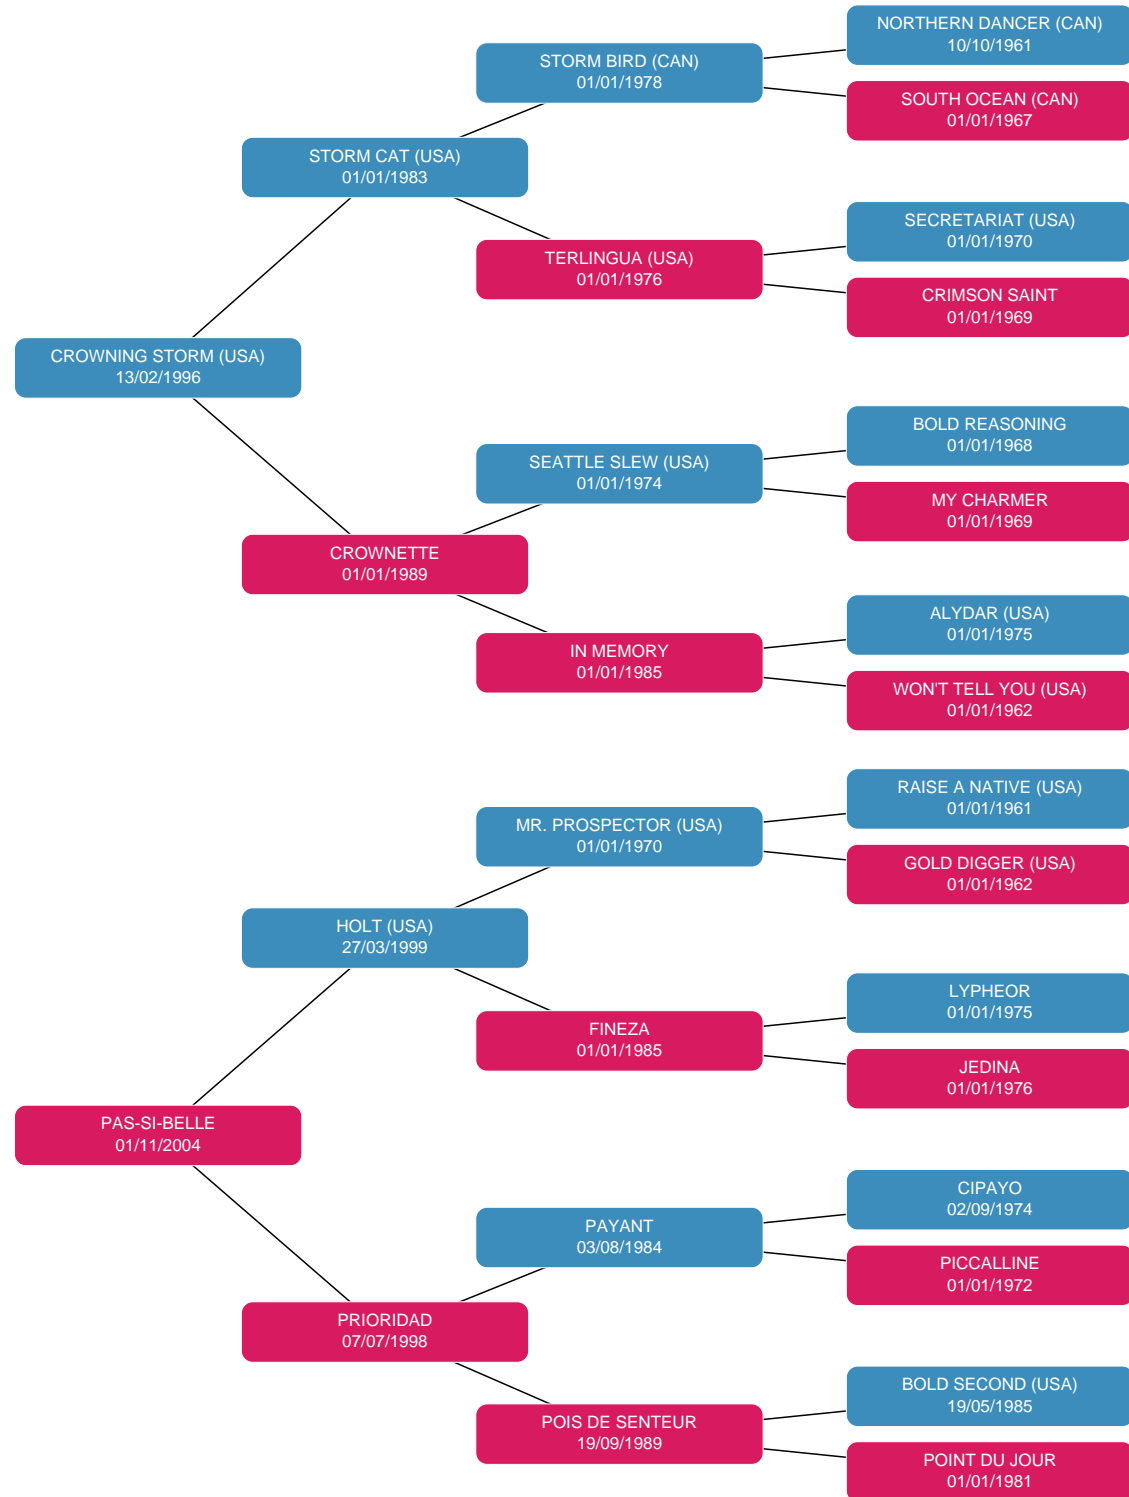 NORTHERN DANCER (CAN)
10/10/1961
STORM BIRD (CAN)
01/01/1978
SOUTH OCEAN (CAN)
01/01/1967
STORM CAT (USA)
01/01/1983
SECRETARIAT (USA)
01/01/1970
TERLINGUA (USA)
01/01/1976
CRIMSON SAINT
01/01/1969
CROWNING STORM (USA)
13/02/1996
BOLD REASONING
01/01/1968
SEATTLE SLEW (USA)
01/01/1974
MY CHARMER
01/01/1969
CROWNETTE
01/01/1989
ALYDAR (USA)
01/01/1975
IN MEMORY
01/01/1985
WON'T TELL YOU (USA)
01/01/1962
RAISE A NATIVE (USA)
01/01/1961
MR. PROSPECTOR (USA)
01/01/1970
GOLD DIGGER (USA)
01/01/1962
HOLT (USA)
27/03/1999
LYPHEOR
01/01/1975
FINEZA
01/01/1985
JEDINA
01/01/1976
PAS-SI-BELLE
01/11/2004
CIPAYO
02/09/1974
PAYANT
03/08/1984
PICCALLINE
01/01/1972
PRIORIDAD
07/07/1998
BOLD SECOND (USA)
19/05/1985
POIS DE SENTEUR
19/09/1989
POINT DU JOUR
01/01/1981